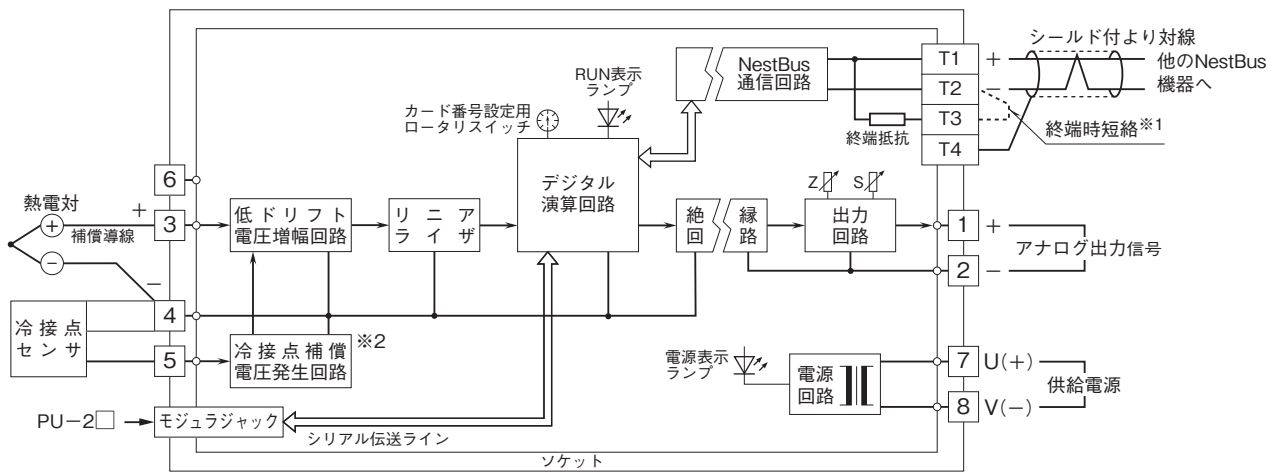 シールド付より対線
他のNestBus
機器へ
NestBus
通信回路
T1
+
T2
−
T3
T4
終端抵抗
終端時短絡※1
RUN表示
ランプ
カード番号設定用
ロータリスイッチ
デジタル
演算回路
6
熱電対
+
3
補償導線
+
−
−
4
低ドリフト
電圧増幅回路
リニア
ライザ
絶縁
回路
Z
S
出力
回路
1
+
アナログ出力信号
2
−
冷接点
センサ
5
冷接点補償
電圧発生回路
※2
電源表示
ランプ
電源
回路
7
U(+)
供給電源
8
V(−)
PU−2□
モジュラジャック
シリアル伝送ライン
ソケット